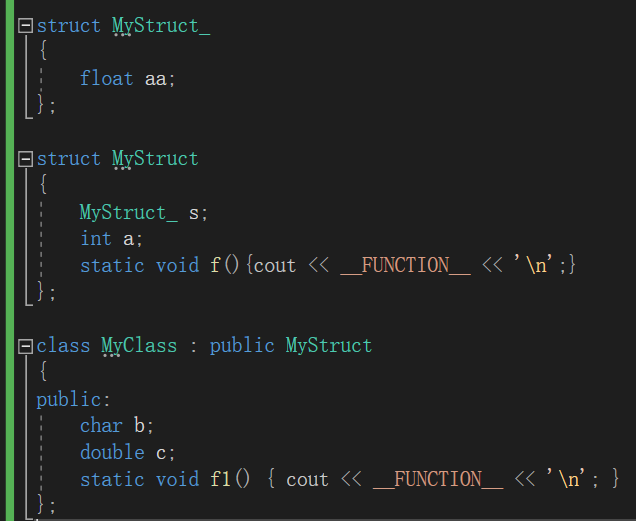 struct MyStruct_
{
float aa;
};
struct MyStruct
{
MyStruct_ s;
int a;
static void f(){cout << __FUNCTION__ << '\n';}
};
class MyClass : public MyStruct
{
public:
char b;
double c;
static void f1() { cout << __FUNCTION__ << '\n'; }
};